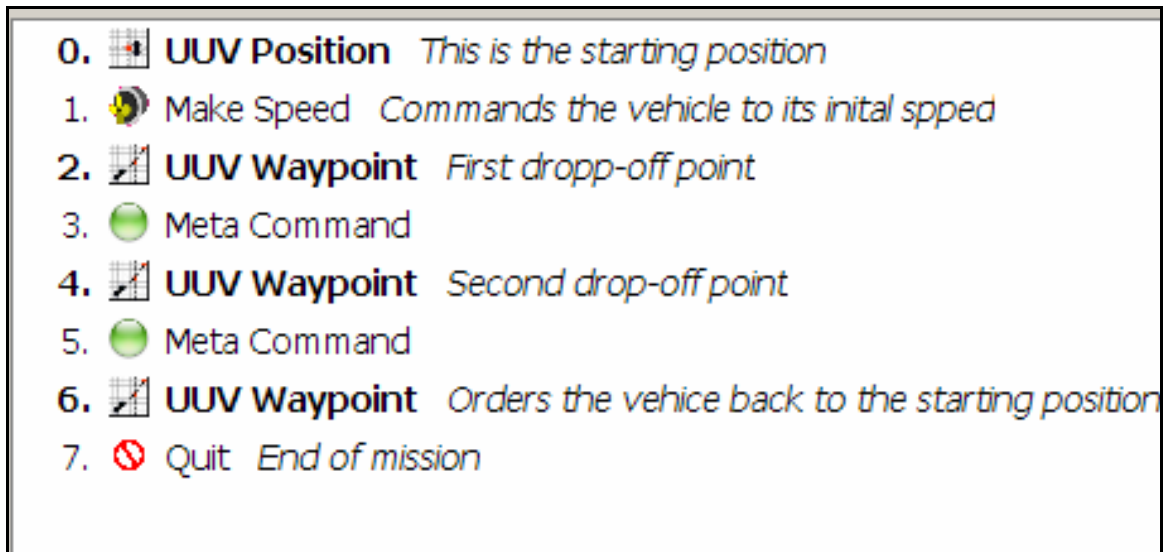 0. UUV Position This is the starting position
1. Make Speed Commands the vehicle to its inital spped
2. UUV Waypoint First dropp-off point
3. Meta Command
4. UUV Waypoint Second drop-off point
5. Meta Command
6. UUV Waypoint Orders the vehice back to the starting position
7. Quit End of mission